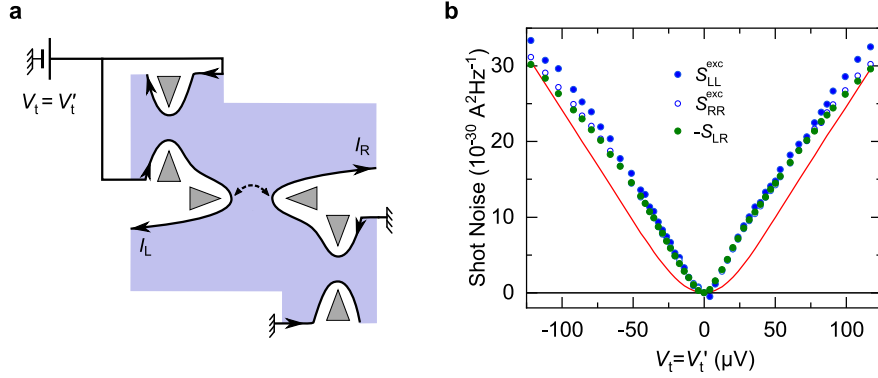 a
V_t = V_t'
I_R
I_L
b
Shot Noise (10^-30 A^2Hz^-1)
30
20
10
0
S_LL^exc
S_RR^exc
-S_LR
-100
-50
0
50
100
V_t=V_t' (μV)